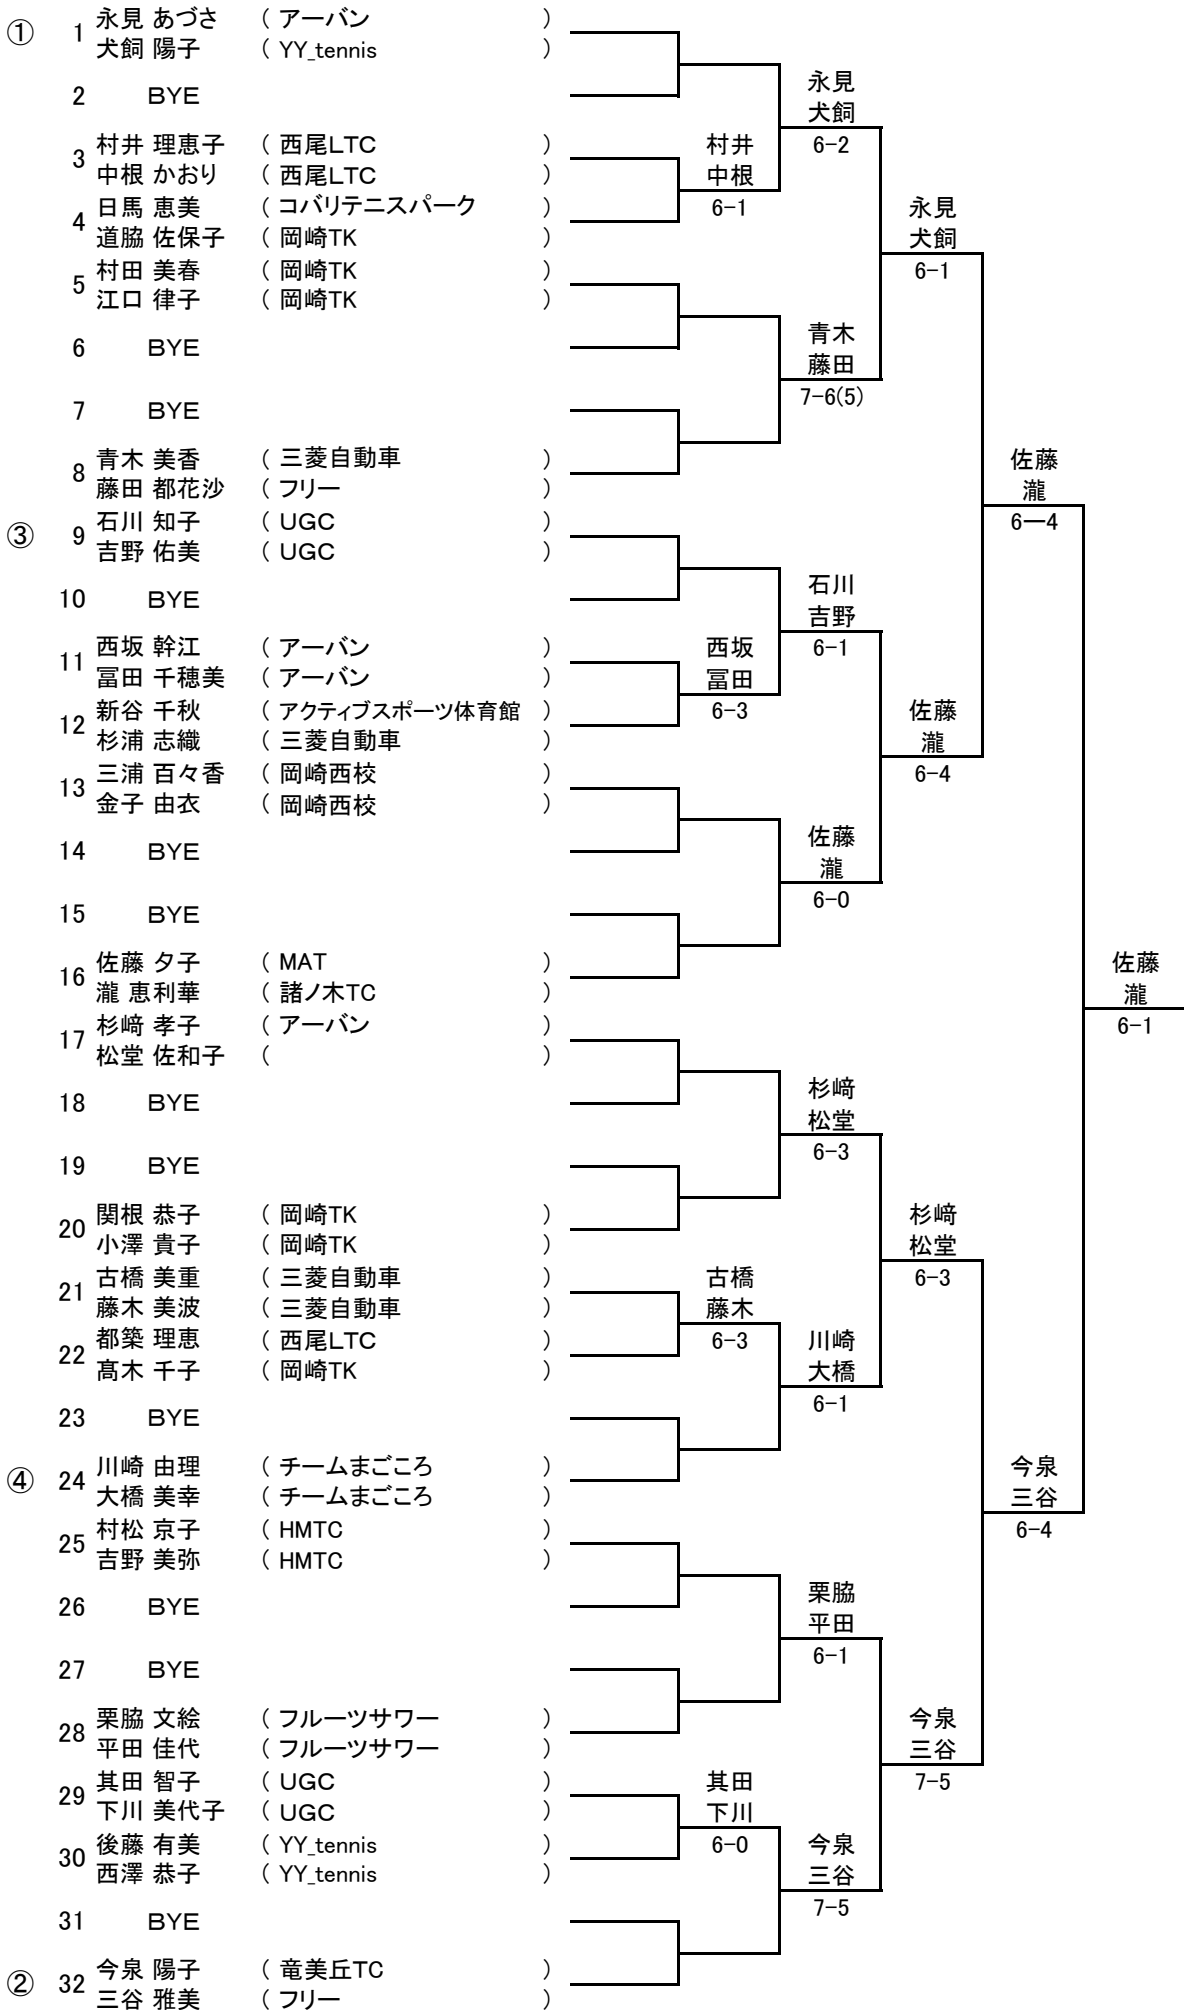 ① 1 永見 あづさ ( アーバン )
犬飼 陽子 ( YY_tennis )
2 BYE
永見
犬飼
6-2
3 村井 理恵子 ( 西尾LTC )
中根 かおり ( 西尾LTC )
村井
中根
6-1
4 日馬 恵美 ( コバリテニスパーク )
道脇 佐保子 ( 岡崎TK )
永見
犬飼
6-1
5 村田 美春 ( 岡崎TK )
江口 律子 ( 岡崎TK )
6 BYE
青木
藤田
7-6(5)
7 BYE
8 青木 美香 ( 三菱自動車 )
藤田 都花沙 ( フリー )
佐藤
瀧
6ー4
③ 9 石川 知子 ( UGC )
吉野 佑美 ( UGC )
10 BYE
石川
吉野
6-1
11 西坂 幹江 ( アーバン )
冨田 千穂美 ( アーバン )
西坂
冨田
6-3
12 新谷 千秋 ( アクティブスポーツ体育館 )
杉浦 志織 ( 三菱自動車 )
佐藤
瀧
6-4
13 三浦 百々香 ( 岡崎西校 )
金子 由衣 ( 岡崎西校 )
14 BYE
佐藤
瀧
6-0
15 BYE
16 佐藤 夕子 ( MAT )
瀧 恵利華 ( 諸ノ木TC )
佐藤
瀧
6-1
17 杉﨑 孝子 ( アーバン )
松堂 佐和子 ( )
18 BYE
杉﨑
松堂
6-3
19 BYE
20 関根 恭子 ( 岡崎TK )
小澤 貴子 ( 岡崎TK )
杉﨑
松堂
6-3
21 古橋 美重 ( 三菱自動車 )
藤木 美波 ( 三菱自動車 )
古橋
藤木
6-3
22 都築 理恵 ( 西尾LTC )
髙木 千子 ( 岡崎TK )
川崎
大橋
6-1
23 BYE
④ 24 川崎 由理 ( チームまごころ )
大橋 美幸 ( チームまごころ )
今泉
三谷
6-4
25 村松 京子 ( HMTC )
吉野 美弥 ( HMTC )
26 BYE
栗脇
平田
6-1
27 BYE
28 栗脇 文絵 ( フルーツサワー )
平田 佳代 ( フルーツサワー )
今泉
三谷
7-5
29 其田 智子 ( UGC )
下川 美代子 ( UGC )
其田
下川
6-0
30 後藤 有美 ( YY_tennis )
西澤 恭子 ( YY_tennis )
今泉
三谷
7-5
31 BYE
② 32 今泉 陽子 ( 竜美丘TC )
三谷 雅美 ( フリー )